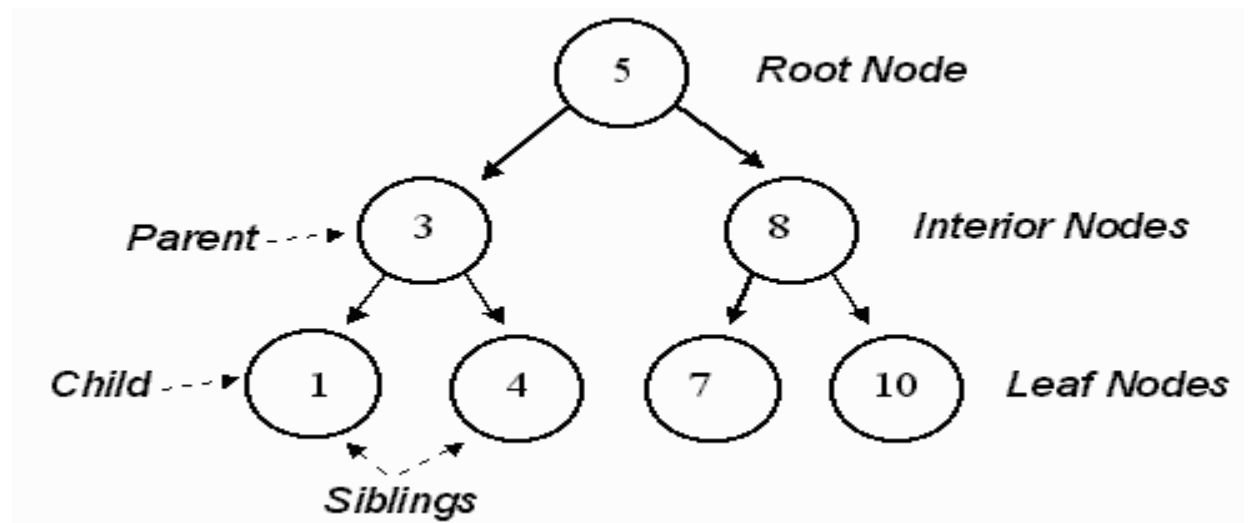 5 Root Node
Parent 3 8 Interior Nodes
Child 1 4 7 10 Leaf Nodes
Siblings